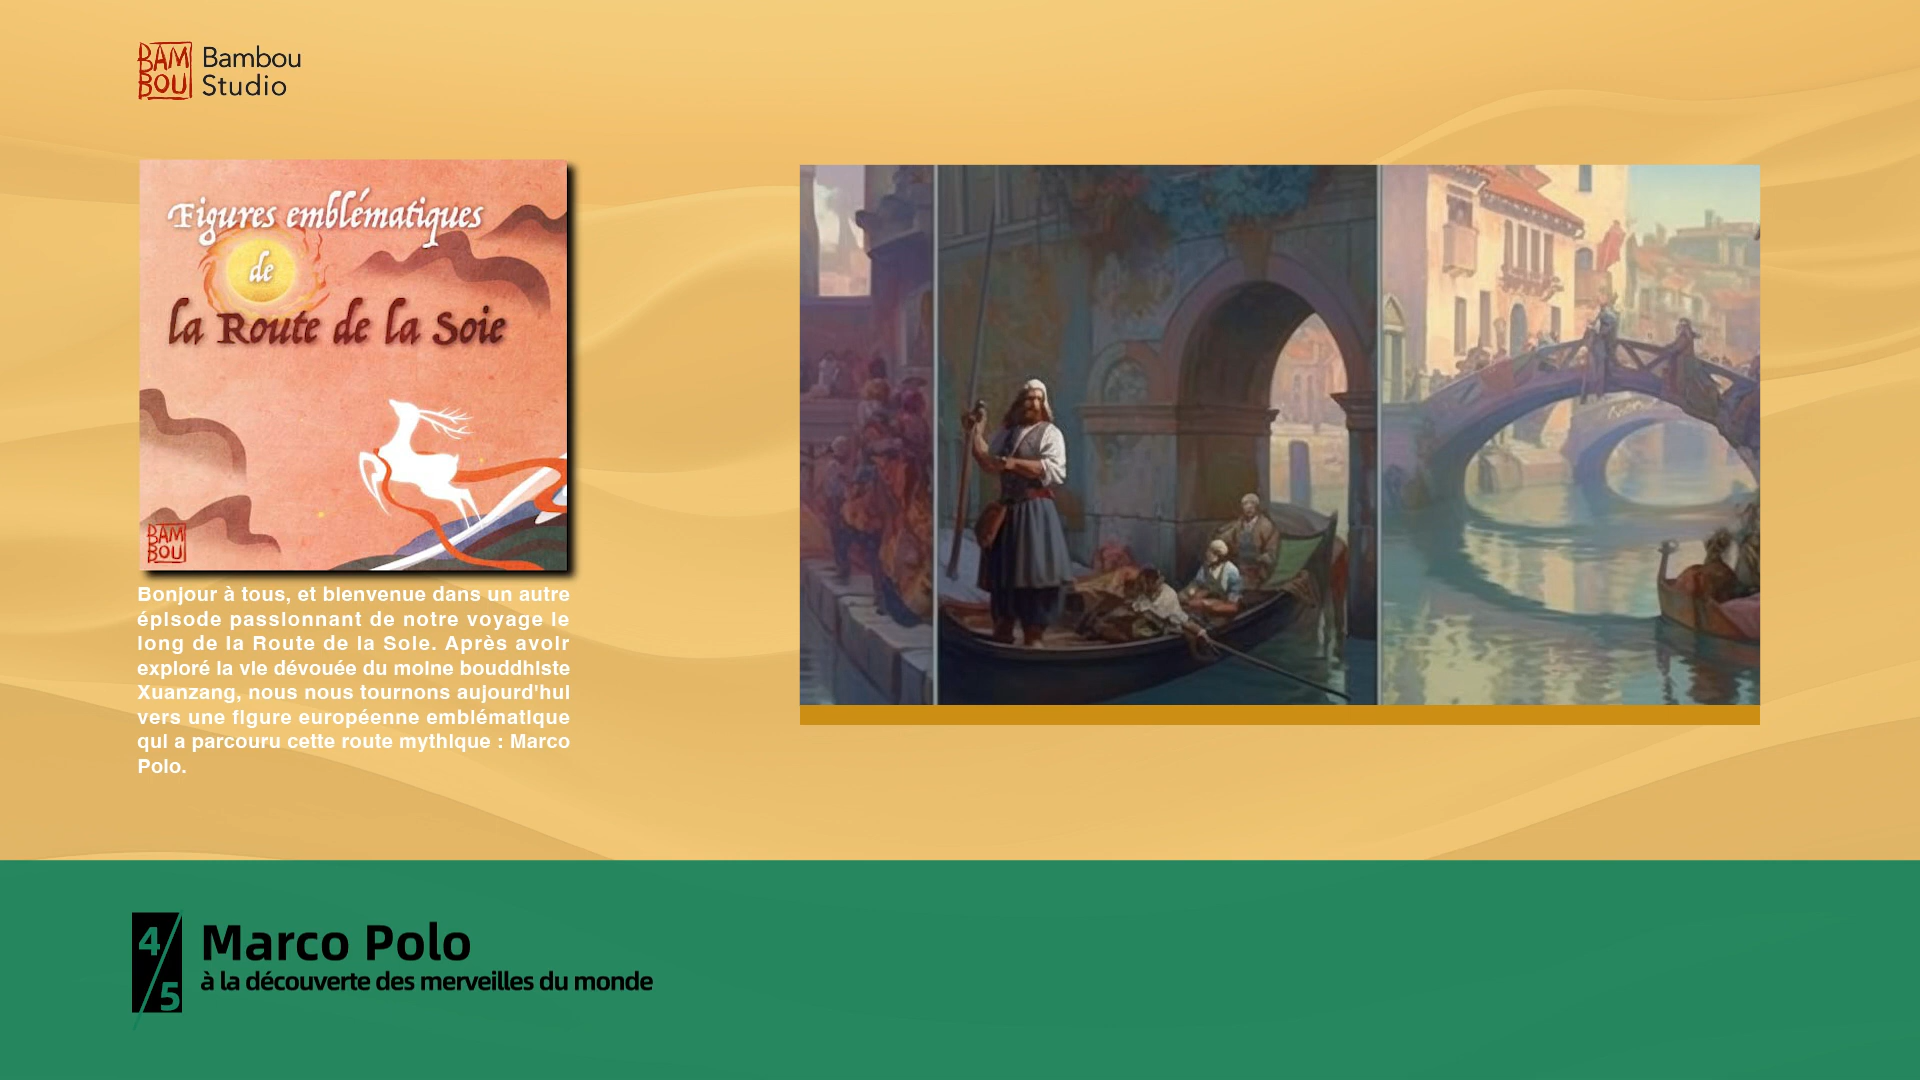 BAM
BOU
Bambou
Studio
Figures emblématiques
de
la Route de la Soie
BAM
BOU
Bonjour à tous, et bienvenue dans un autre
épisode passionnant de notre voyage le
long de la Route de la Soie. Après avoir
exploré la vie dévouée du moine bouddhiste
Xuanzang, nous nous tournons aujourd'hui
vers une figure européenne emblématique
qui a parcouru cette route mythique : Marco
Polo.
4/5
Marco Polo
à la découverte des merveilles du monde